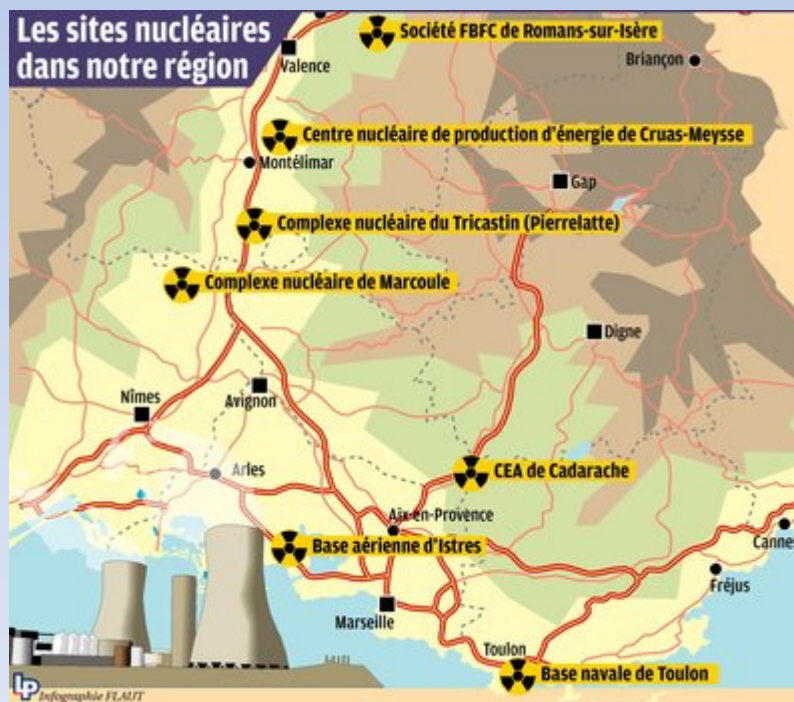 Les sites nucléaires
dans notre région
Société FBFC de Romans-sur-Isère
Valence
Briançon
Centre nucléaire de production d'énergie de Cruas-Meysse
Montélimar
Gap
Complexe nucléaire du Tricastin (Pierrelatte)
Complexe nucléaire de Marcoule
Digne
Nîmes
Avignon
Arles
CEA de Cadarache
Aix-en-Provence
Base aérienne d'Istres
Cannes
Fréjus
Marseille
Toulon
Base navale de Toulon
LP Infographie FLAUT